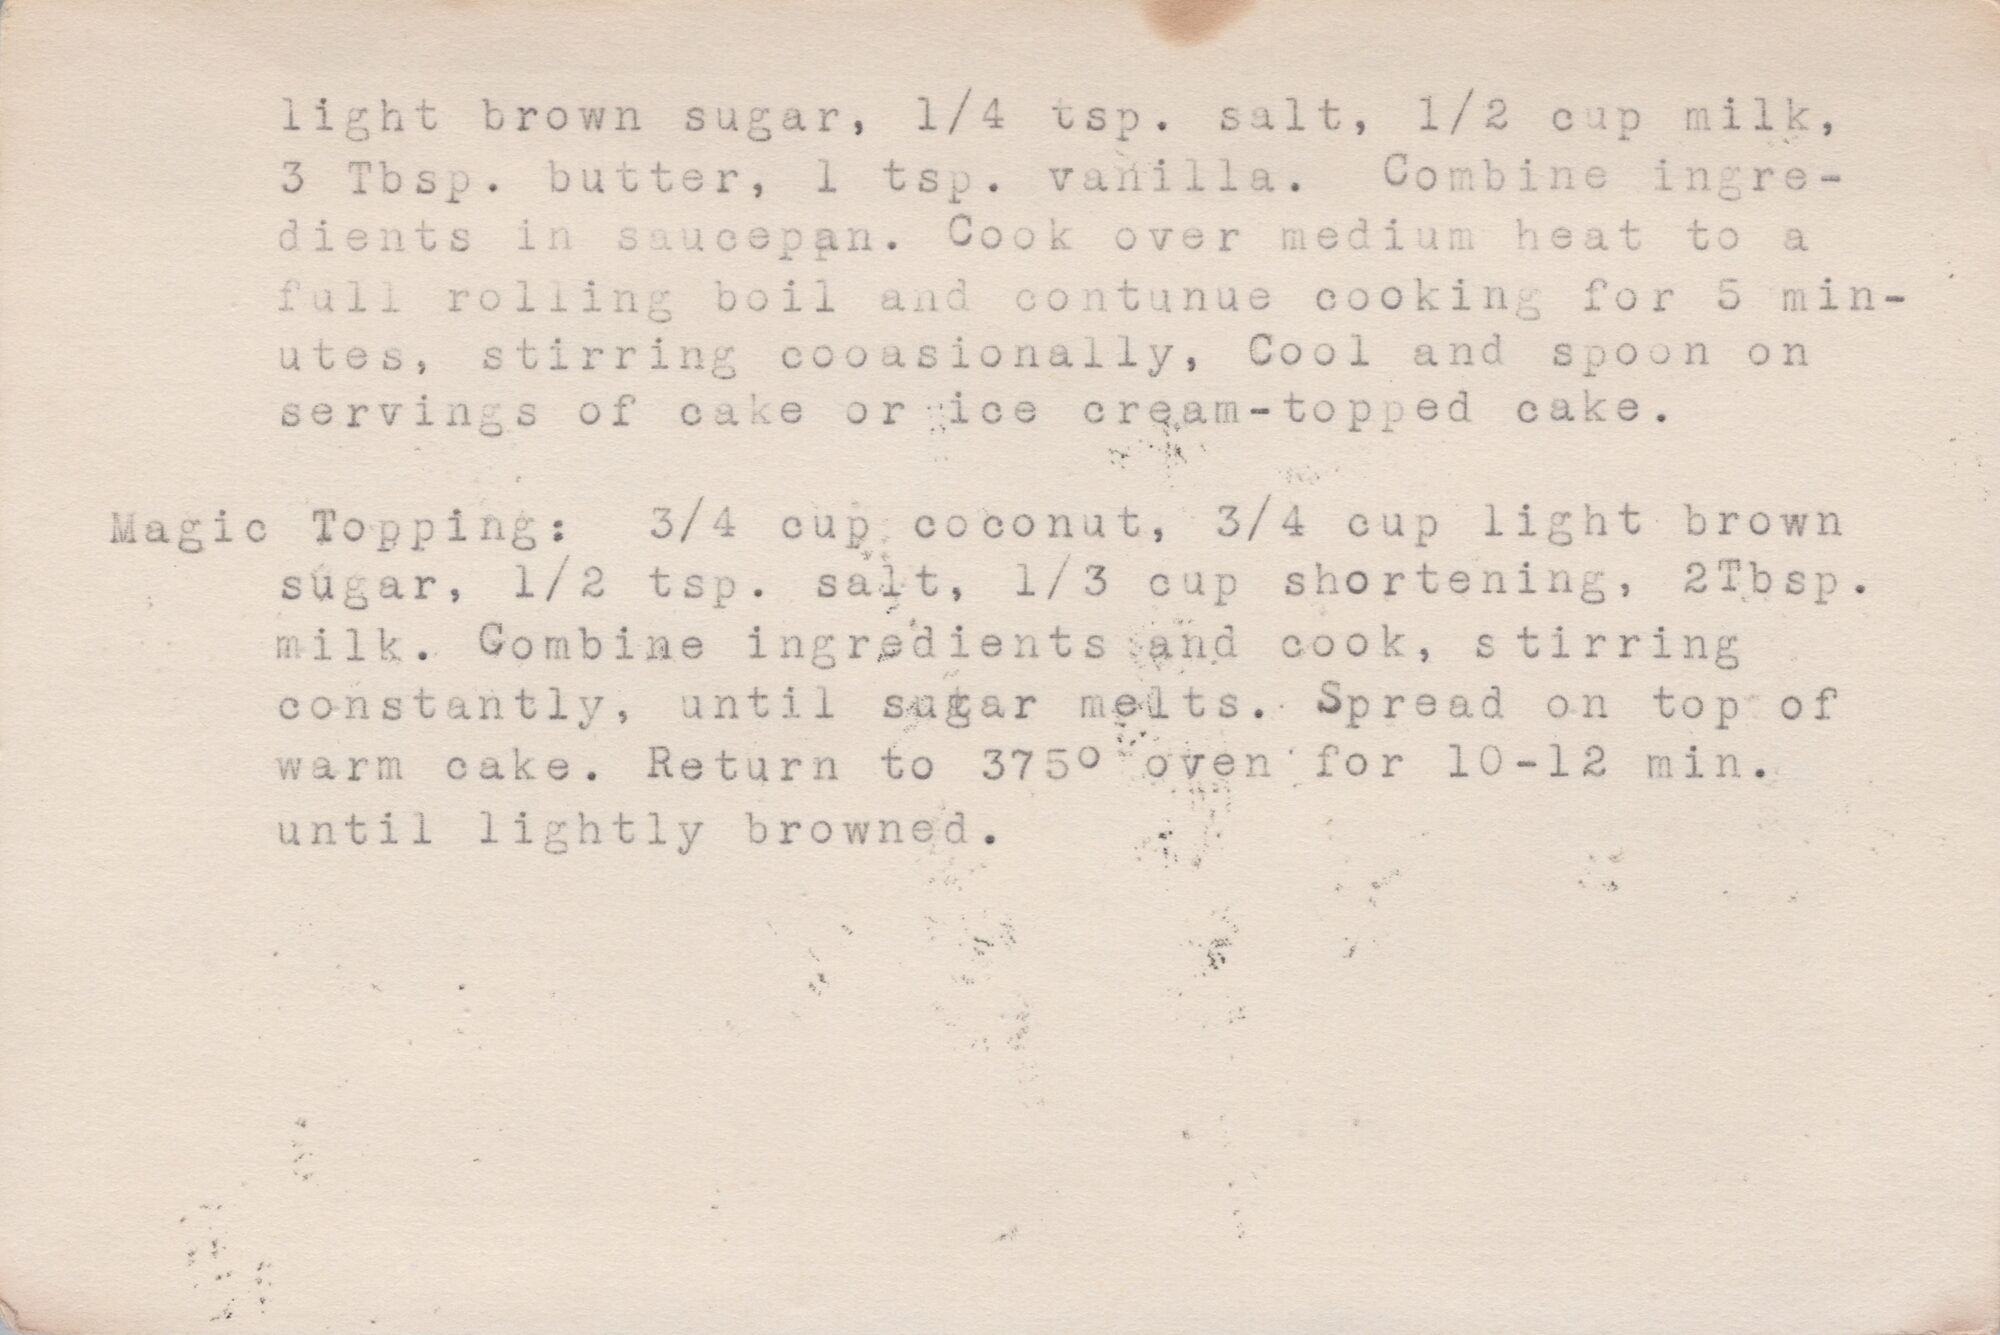 light brown sugar, 1/4 tsp. salt, 1/2 cup milk,
3 Tbsp. butter, 1 tsp. vanilla.  Combine ingre-
dients in saucepan. Cook over medium heat to a
full rolling boil and contunue cooking for 5 min-
utes, stirring cooasionally, Cool and spoon on
servings of cake or ice cream-topped cake.

Magic Topping:  3/4 cup coconut, 3/4 cup light brown
sugar, 1/2 tsp. salt, 1/3 cup shortening, 2Tbsp.
milk. Combine ingredients and cook, stirring
constantly, until sugar melts. Spread on top of
warm cake. Return to 375º oven for 10-12 min.
until lightly browned.